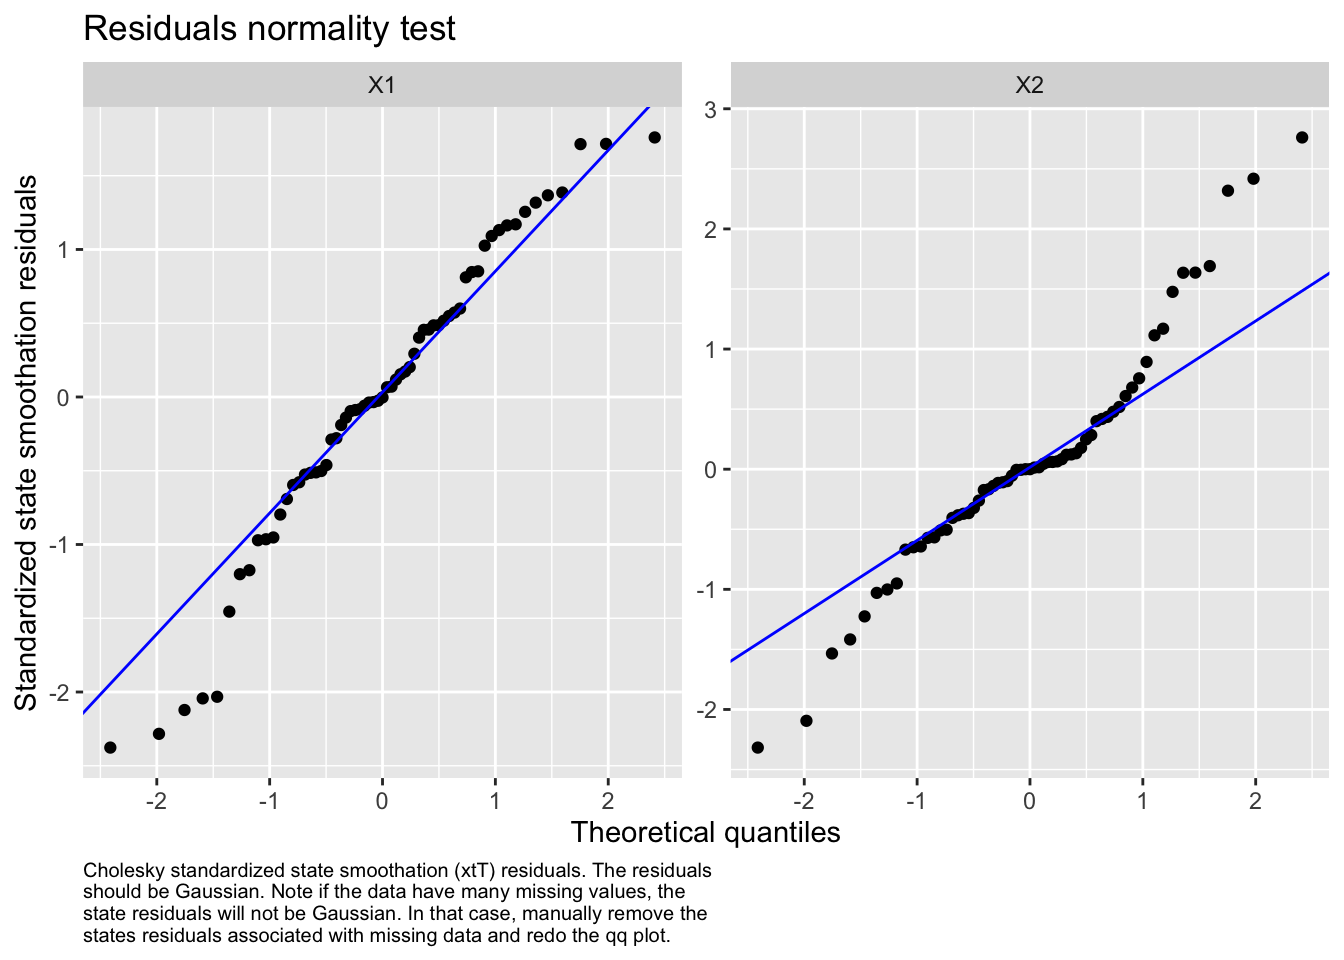 Residuals normality test
X1
X2
Standardized state smoothation residuals
1
0
-1
-2
3
2
1
0
-1
-2
-2
-1
0
1
2
-2
-1
0
1
2
Theoretical quantiles
Cholesky standardized state smoothation (xtT) residuals. The residuals
should be Gaussian. Note if the data have many missing values, the
state residuals will not be Gaussian. In that case, manually remove the
states residuals associated with missing data and redo the qq plot.